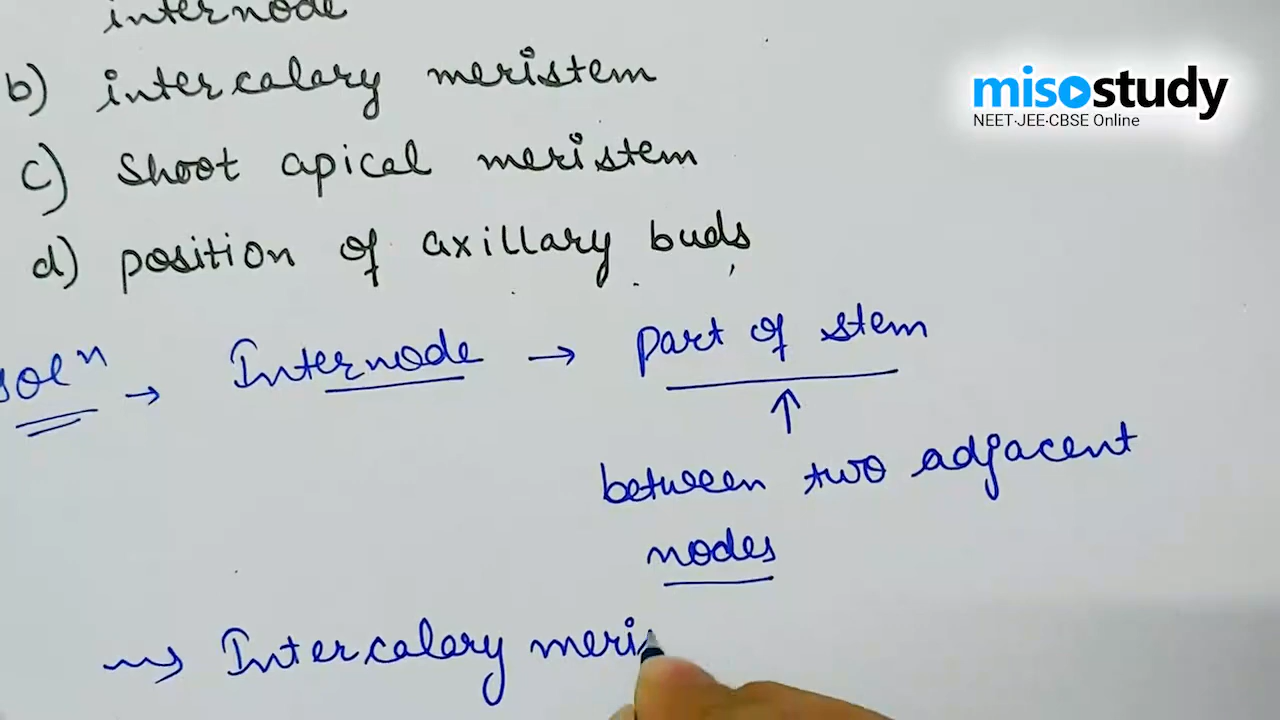 internode
b) intercalary meristem
c) Shoot apical meristem
d) position of axillary buds
misostudy
NEET·JEE·CBSE Online
Internode → part of stem
↑
between two adjacent
nodes
Intercalary meri